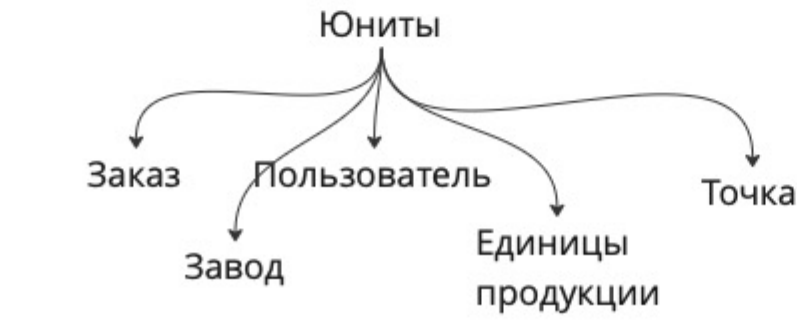 Юниты
Заказ
Пользователь
Точка
Завод
Единицы
продукции